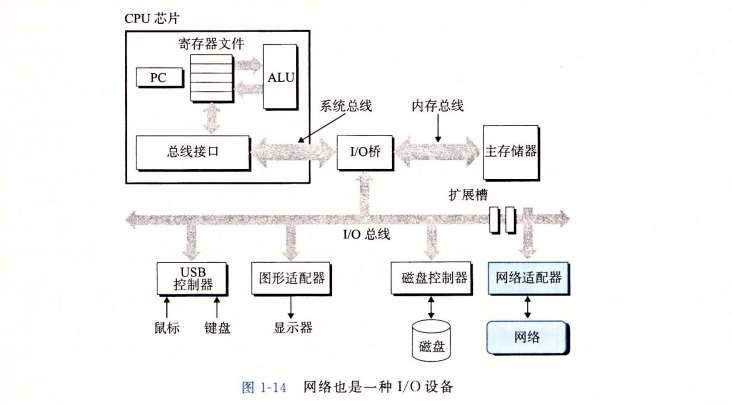 CPU 芯片
寄存器文件
PC
ALU
系统总线
内存总线
总线接口
I/O桥
主存储器
扩展槽
I/O 总线
USB
控制器
图形适配器
磁盘控制器
网络适配器
鼠标
键盘
显示器
磁盘
网络
图 1-14 网络也是一种 I/O 设备